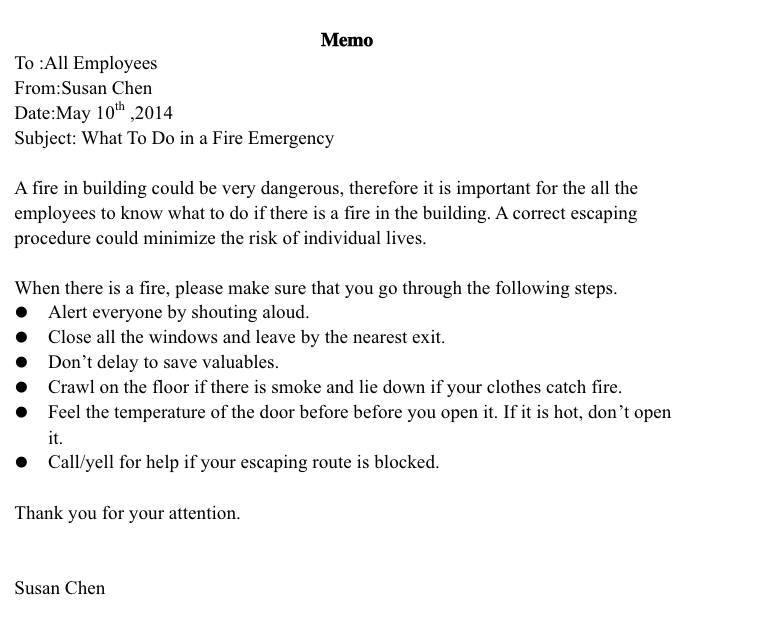 Memo
To :All Employees
From:Susan Chen
Date:May 10th ,2014
Subject: What To Do in a Fire Emergency
A fire in building could be very dangerous, therefore it is important for the all the
employees to know what to do if there is a fire in the building. A correct escaping
procedure could minimize the risk of individual lives.
When there is a fire, please make sure that you go through the following steps.
● Alert everyone by shouting aloud.
● Close all the windows and leave by the nearest exit.
● Don’t delay to save valuables.
● Crawl on the floor if there is smoke and lie down if your clothes catch fire.
● Feel the temperature of the door before before you open it. If it is hot, don’t open
it.
● Call/yell for help if your escaping route is blocked.
Thank you for your attention.
Susan Chen